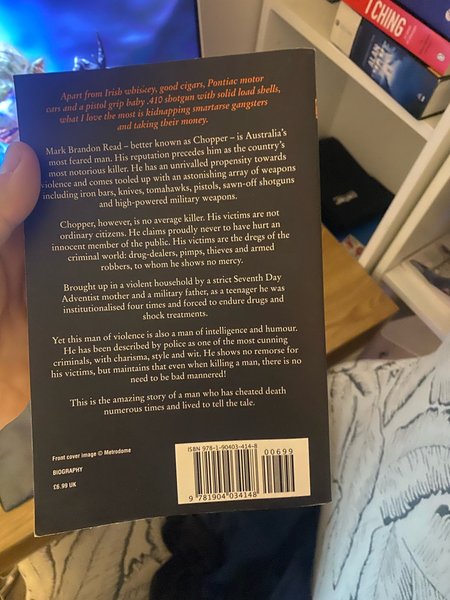 Apart from Irish whiskey, good cigars, Pontiac motor
cars and a pistol grip baby .410 shotgun with solid load shells,
what I love the most is kidnapping smartarse gangsters
and taking their money.
Mark Brandon Read – better known as Chopper – is Australia's
most feared man. His reputation precedes him as the country's
most notorious killer. He has an unrivalled propensity towards
violence and comes tooled up with an astonishing array of weapons
including iron bars, knives, tomahawks, pistols, sawn-off shotguns
and high-powered military weapons.
Chopper, however, is no average killer. His victims are not
ordinary citizens. He claims proudly never to have hurt an
innocent member of the public. His victims are the dregs of the
criminal world: drug-dealers, pimps, thieves and armed
robbers, to whom he shows no mercy.
Brought up in a violent household by a strict Seventh Day
Adventist mother and a military father, as a teenager he was
institutionalised four times and forced to endure drugs and
shock treatments.
Yet this man of violence is also a man of intelligence and humour.
He has been described by police as one of the most cunning
criminals, with charisma, style and wit. He shows no remorse for
his victims, but maintains that even when killing a man, there is no
need to be bad mannered!
This is the amazing story of a man who has cheated death
numerous times and lived to tell the tale.
Front cover image © Metrodome
BIOGRAPHY
£6.99 UK
ISBN 978-1-90403-414-8
00699
9 781904 034148
I CHING